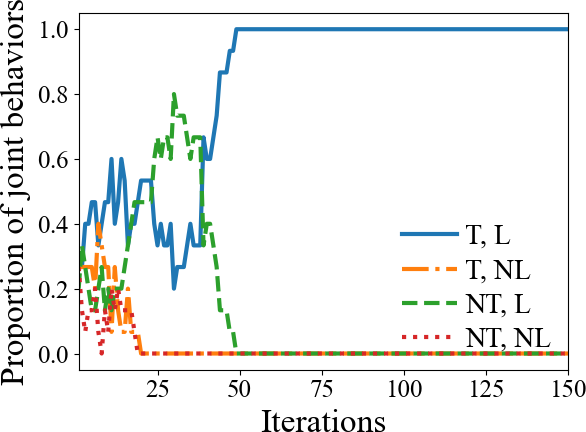 Proportion of joint behaviors
1.0
0.8
0.6
0.4
0.2
0.0
T, L
T, NL
NT, L
NT, NL
25 50 75 100 125 150
Iterations